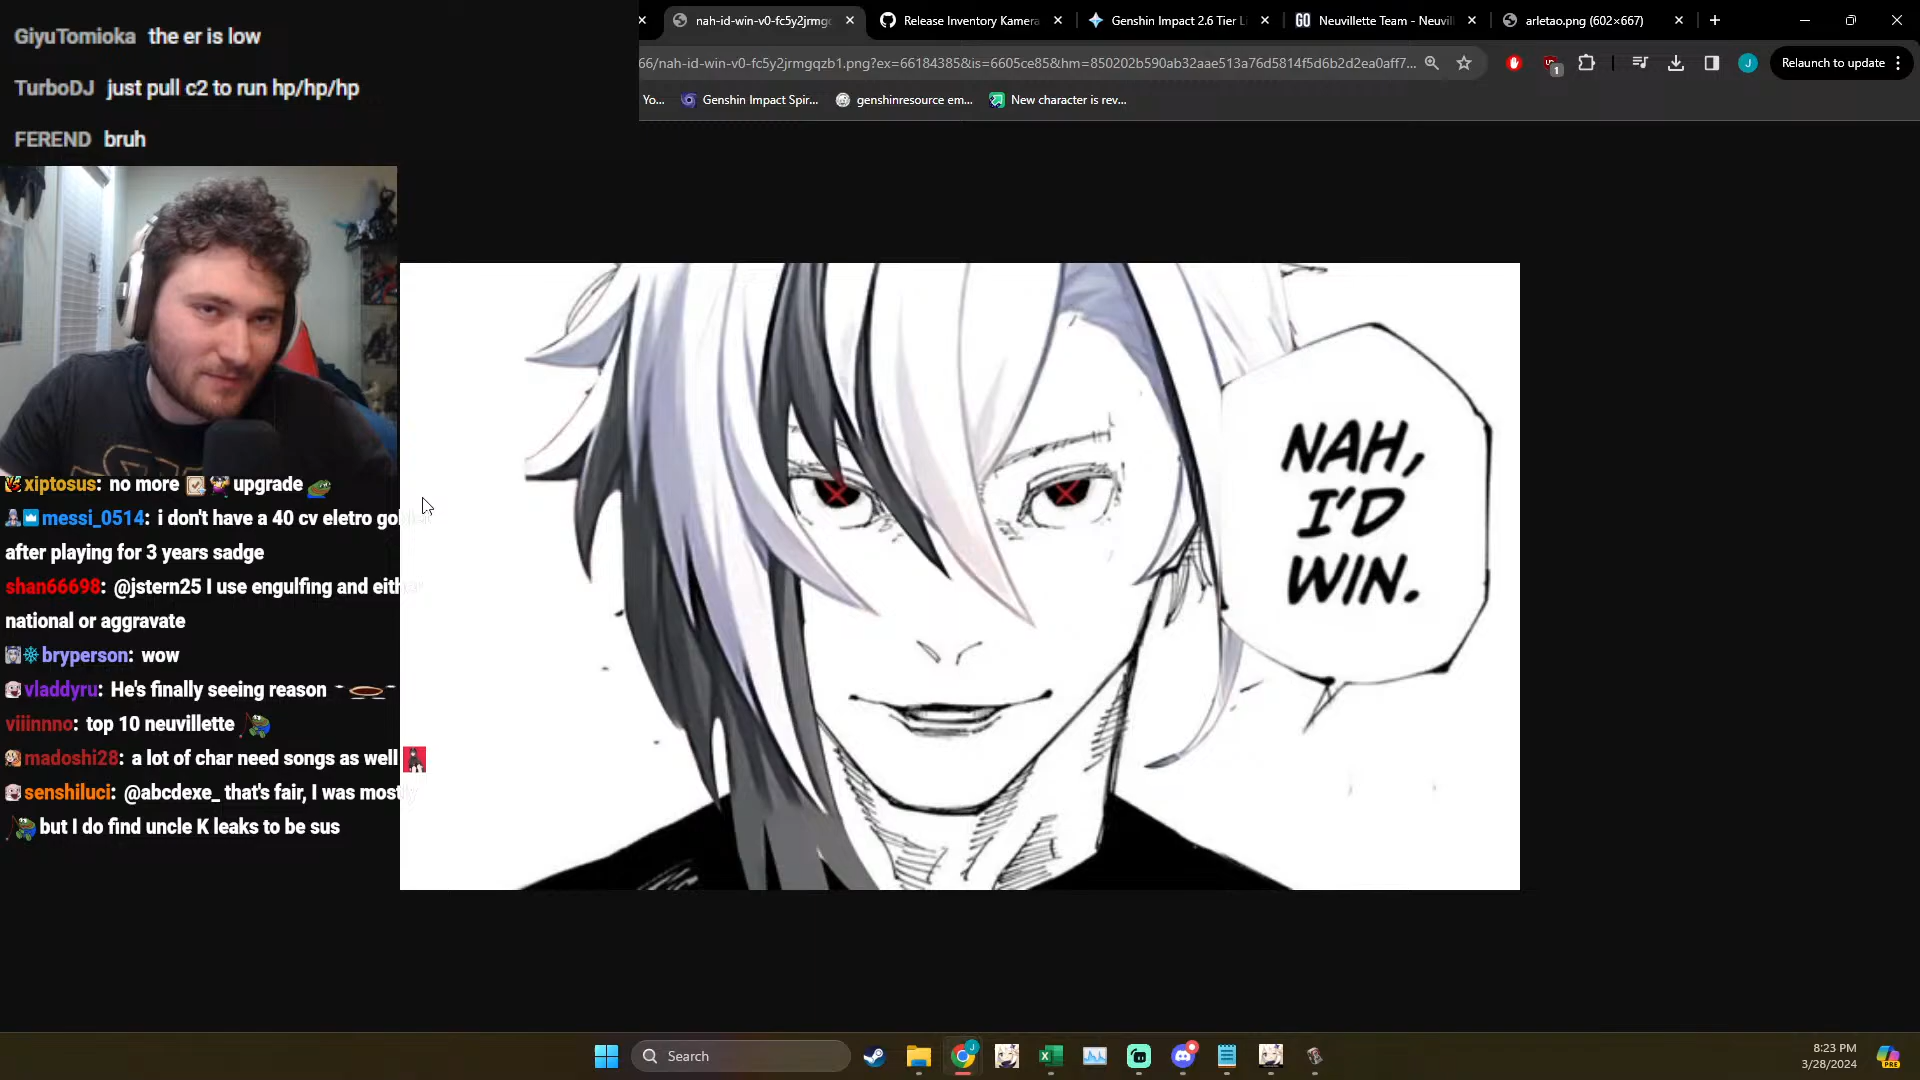 GiyuTomioka the er is low
TurboDJ just pull c2 to run hp/hp/hp
FEREND bruh
nah-id-win-v0-fc5y2jrmgq
Release Inventory Kamera
Genshin Impact 2.6 Tier Li
GO Neuvillette Team - Neuvil
arletao.png (602×667)
66/nah-id-win-v0-fc5y2jrmgqzb1.png?ex=66184385&is=6605ce85&hm=850202b590ab32aae513a76d5814f5d6b2d2ea0aff7...
1
J
Relaunch to update
Yo...
Genshin Impact Spir...
genshinresource em...
New character is rev...
xiptosus: no more upgrade
messi_0514: i don't have a 40 cv eletro
after playing for 3 years sadge
shan66698: @jstern25 I use engulfing and either
national or aggravate
bryperson: wow
vladdyru: He's finally seeing reason
viiinnno: top 10 neuvillette
madoshi28: a lot of char need songs as well
senshiluci: @abcdexe_ that's fair, I was mostly
but I do find uncle K leaks to be sus
NAH,
I'D
WIN.
Search
J
8:23 PM
3/28/2024
PRE